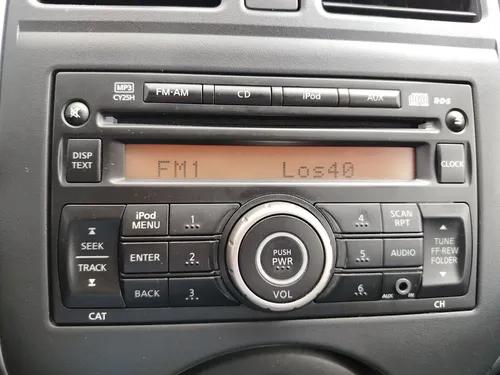 MP3
CY25H
FM·AM
CD
iPod
AUX
RDS
DISP
TEXT
FM1 Los40
CLOCK
SEEK
TRACK
CAT
iPod
MENU
ENTER
BACK
1
2
3
PUSH
PWR
VOL
4
5
6
SCAN
RPT
AUDIO
AUX IN
TUNE
FF·REW
FOLDER
CH